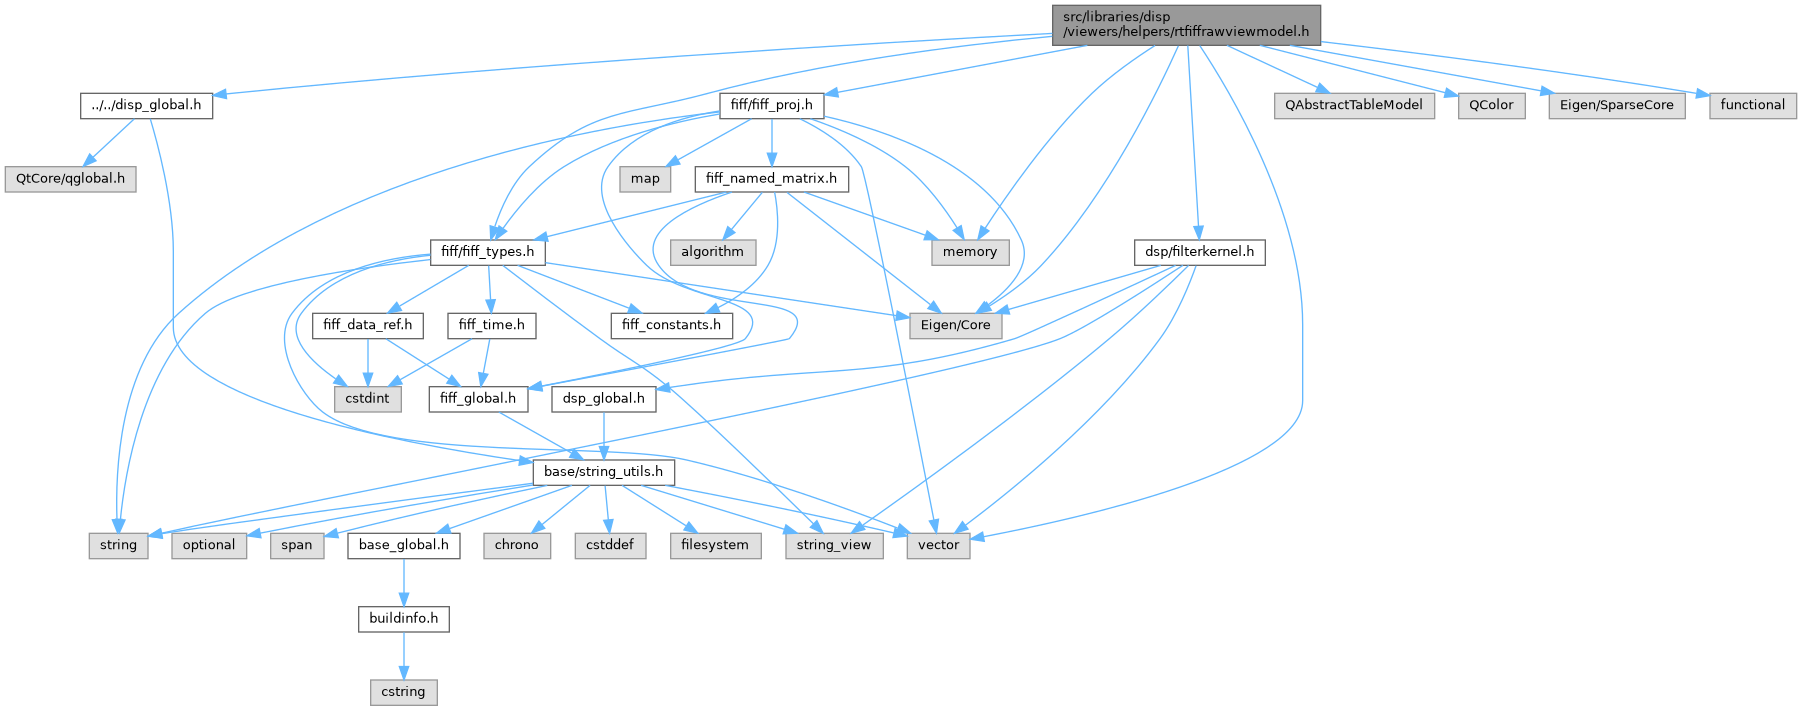 src/libraries/disp
/viewers/helpers/rtfiffrawviewmodel.h
../../disp_global.h
fiff/fiff_proj.h
QAbstractTableModel
QColor
Eigen/SparseCore
functional
QtCore/qglobal.h
map
fiff_named_matrix.h
fiff/fiff_types.h
algorithm
memory
dsp/filterkernel.h
fiff_data_ref.h
fiff_time.h
fiff_constants.h
Eigen/Core
cstdint
fiff_global.h
dsp_global.h
base/string_utils.h
string
optional
span
base_global.h
chrono
cstddef
filesystem
string_view
vector
buildinfo.h
cstring